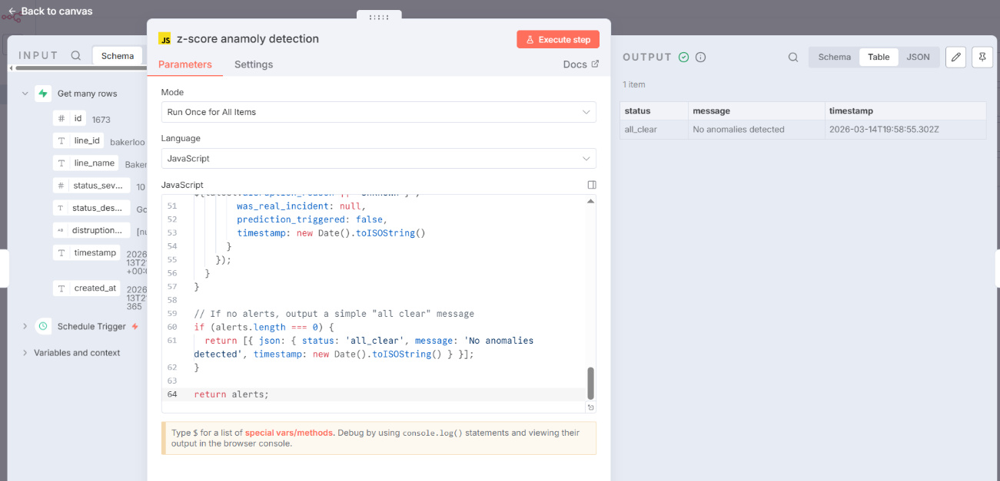 ← Back to canvas
INPUT
Schema
Get many rows
# id 1673
T line_id bakerloo
T line_name Baker
# status_sev... 10
T status_des... Go
distruption... [nu
T timestamp 2026
13T2
+00:0
T created_at 2026
13T2
365
Schedule Trigger
Variables and context
JS z-score anamoly detection
Execute step
Parameters
Settings
Docs
Mode
Run Once for All Items
Language
JavaScript
JavaScript
51 was_real_incident: null,
52 prediction_triggered: false,
53 timestamp: new Date().toISOString()
54 }
55 });
56 }
57 }
58
59 // If no alerts, output a simple "all clear" message
60 if (alerts.length === 0) {
61 return [{ json: { status: 'all_clear', message: 'No anomalies
detected', timestamp: new Date().toISOString() } }];
62 }
63
64 return alerts;
Type $ for a list of special vars/methods. Debug by using console.log() statements and viewing their
output in the browser console.
OUTPUT
Schema
Table
JSON
1 item
status message timestamp
all_clear No anomalies detected 2026-03-14T19:58:55.302Z